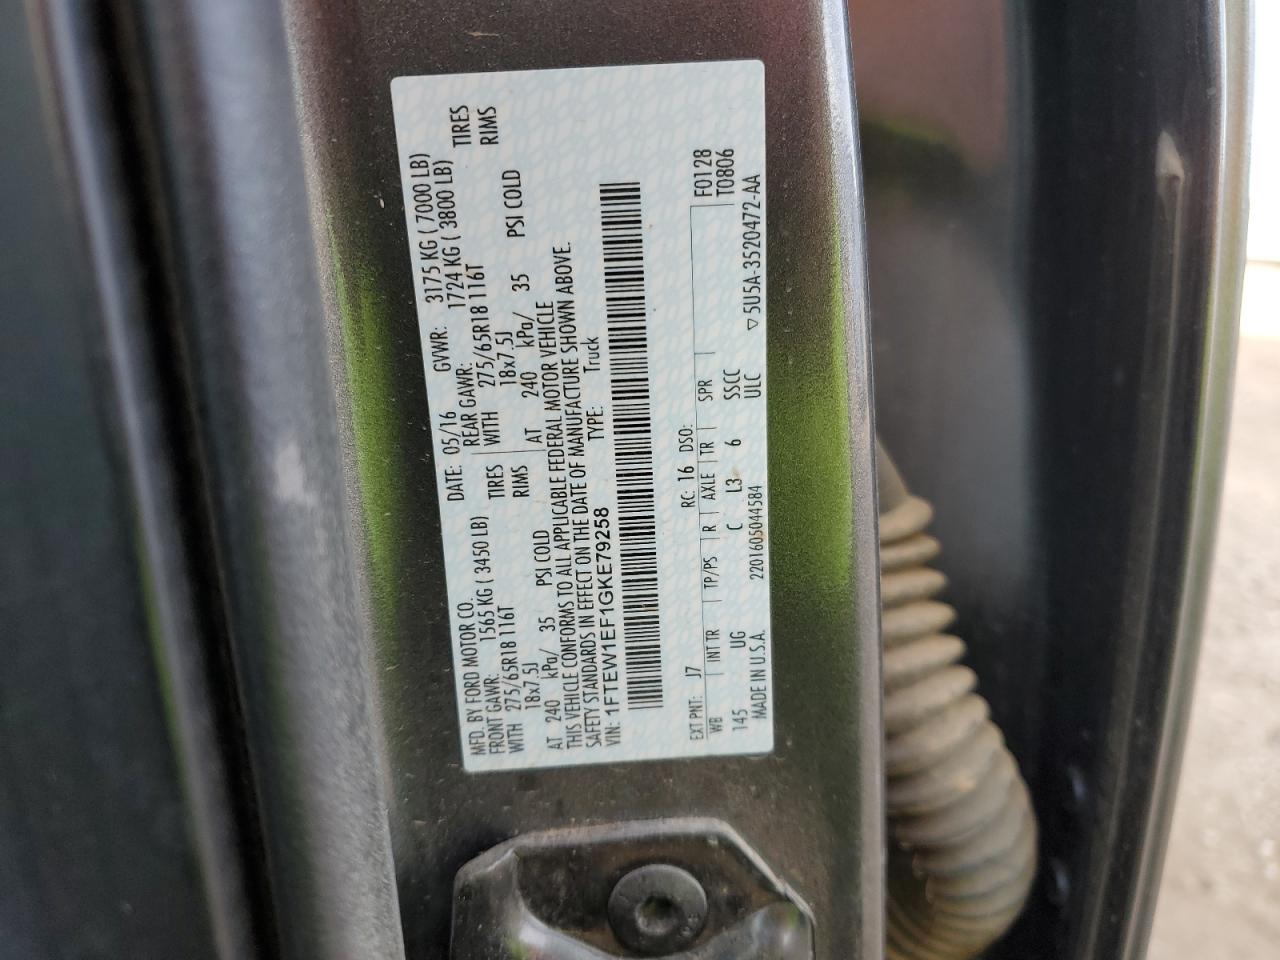 MFD. BY FORD MOTOR CO. DATE: 05/16 GVWR: 3175 KG ( 7000 LB)
FRONT GAWR: 1565 KG ( 3450 LB) REAR GAWR: 1724 KG ( 3800 LB)
WITH 275/65R18 116T TIRES WITH 275/65R18 116T TIRES
18x7.5J RIMS 18x7.5J RIMS
AT 240 kPa/ 35 PSI COLD AT 240 kPa/ 35 PSI COLD
THIS VEHICLE CONFORMS TO ALL APPLICABLE FEDERAL MOTOR VEHICLE
SAFETY STANDARDS IN EFFECT ON THE DATE OF MANUFACTURE SHOWN ABOVE.
VIN: 1FTEW1EF1GKE79258 TYPE: Truck
EXT PNT: J7 RC: 16 DSO: F0128
WB INT TR TP/PS R AXLE TR SPR T0806
145 UG C L3 6 SSCC
MADE IN U.S.A. 2201605044584 ULC ▽ 5U5A-3520472-AA